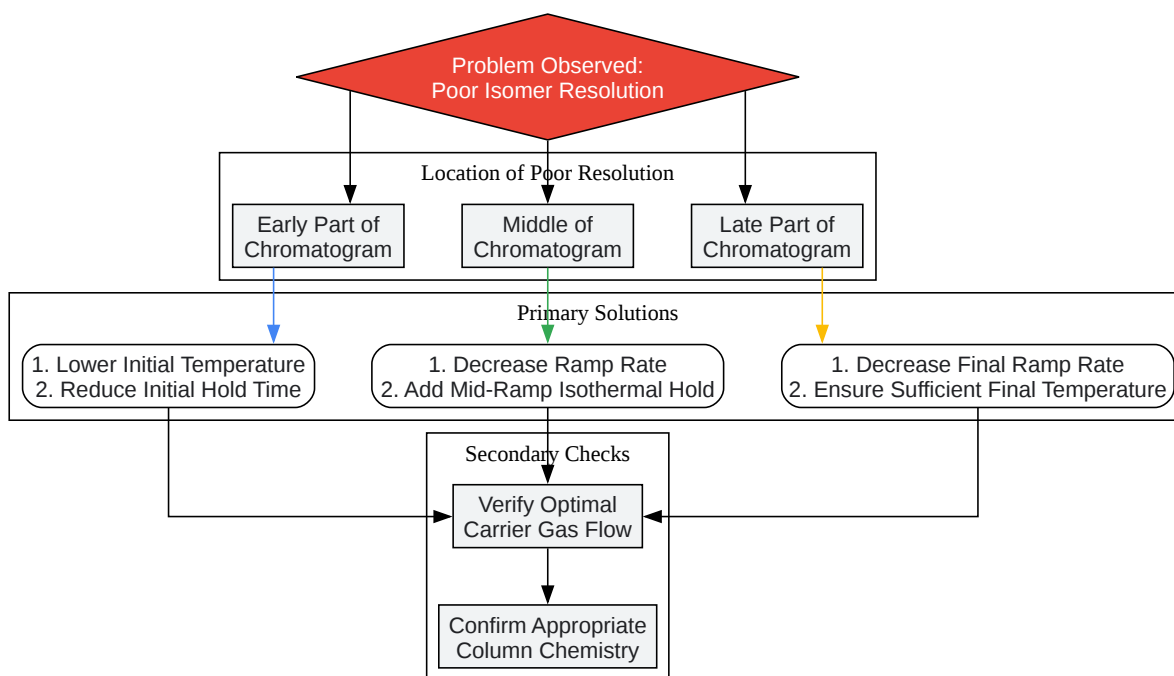 Problem Observed:
Poor Isomer Resolution
Location of Poor Resolution
Early Part of
Chromatogram
Middle of
Chromatogram
Late Part of
Chromatogram
Primary Solutions
1. Lower Initial Temperature
2. Reduce Initial Hold Time
1. Decrease Ramp Rate
2. Add Mid-Ramp Isothermal Hold
1. Decrease Final Ramp Rate
2. Ensure Sufficient Final Temperature
Secondary Checks
Verify Optimal
Carrier Gas Flow
Confirm Appropriate
Column Chemistry